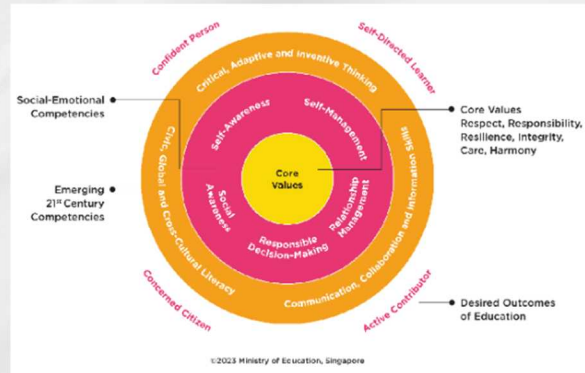 Confident Person
Self-Directed Learner
Critical, Adaptive and Inventive Thinking
Social-Emotional
Competencies
Self-Awareness
Self-Management
Core Values
Respect, Responsibility,
Resilience, Integrity,
Care, Harmony
Core
Values
Emerging
21st Century
Competencies
Civic, Global and Cross-Cultural Literacy
Social
Awareness
Relationship
Management
Responsible
Decision-Making
Communication, Collaboration and Information Skills
Concerned Citizen
Active Contributor
Desired Outcomes
of Education
©2023 Ministry of Education, Singapore